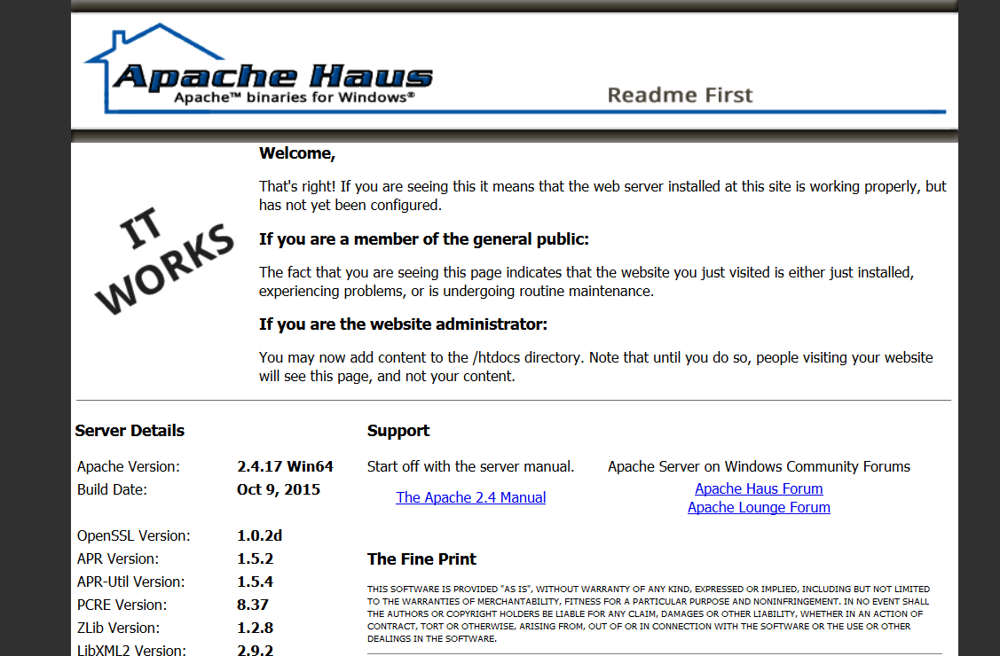 Apache Haus
Apache™ binaries for Windows®
Readme First
IT
WORKS
Welcome,
That's right! If you are seeing this it means that the web server installed at this site is working properly, but
has not yet been configured.
If you are a member of the general public:
The fact that you are seeing this page indicates that the website you just visited is either just installed,
experiencing problems, or is undergoing routine maintenance.
If you are the website administrator:
You may now add content to the /htdocs directory. Note that until you do so, people visiting your website
will see this page, and not your content.
Server Details
Apache Version: 2.4.17 Win64
Build Date: Oct 9, 2015
OpenSSL Version: 1.0.2d
APR Version: 1.5.2
APR-Util Version: 1.5.4
PCRE Version: 8.37
ZLib Version: 1.2.8
LibXML2 Version: 2.9.2
Support
Start off with the server manual.
The Apache 2.4 Manual
Apache Server on Windows Community Forums
Apache Haus Forum
Apache Lounge Forum
The Fine Print
THIS SOFTWARE IS PROVIDED "AS IS", WITHOUT WARRANTY OF ANY KIND, EXPRESSED OR IMPLIED, INCLUDING BUT NOT LIMITED
TO THE WARRANTIES OF MERCHANTABILITY, FITNESS FOR A PARTICULAR PURPOSE AND NONINFRINGEMENT. IN NO EVENT SHALL
THE AUTHORS OR COPYRIGHT HOLDERS BE LIABLE FOR ANY CLAIM, DAMAGES OR OTHER LIABILITY, WHETHER IN AN ACTION OF
CONTRACT, TORT OR OTHERWISE, ARISING FROM, OUT OF OR IN CONNECTION WITH THE SOFTWARE OR THE USE OR OTHER
DEALINGS IN THE SOFTWARE.